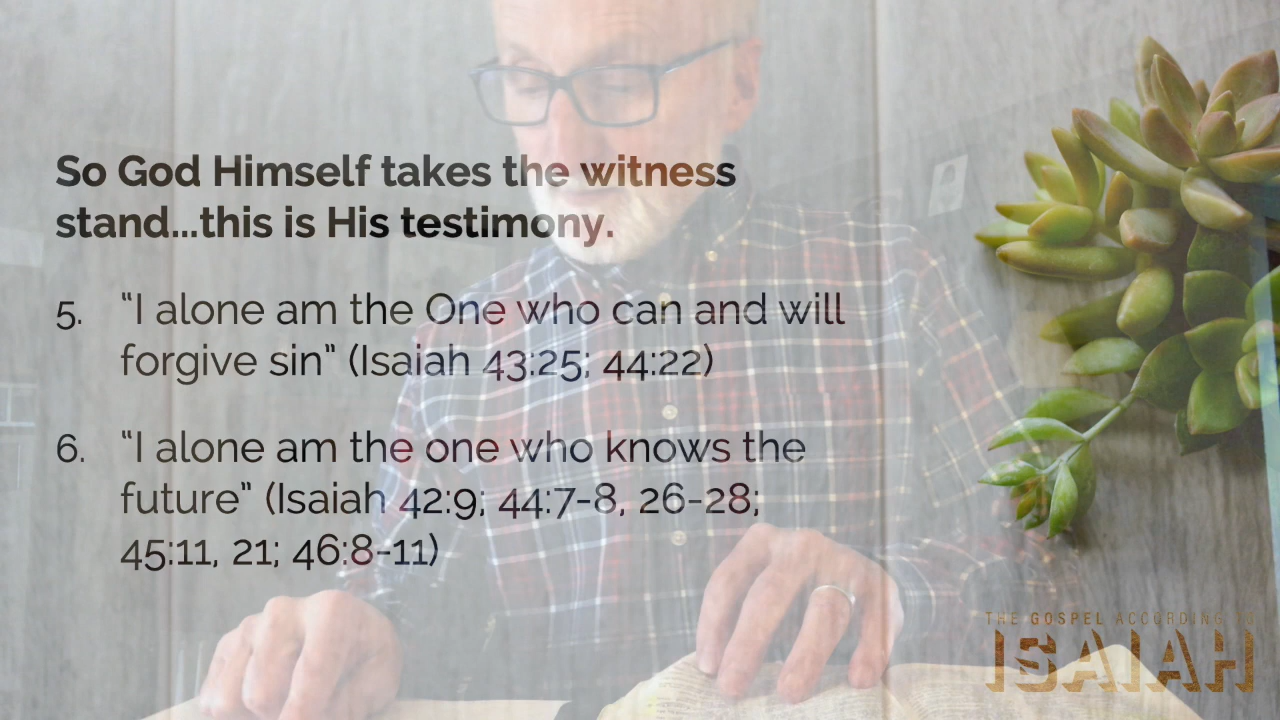 So God Himself takes the witness
stand...this is His testimony.
5. “I alone am the One who can and will
forgive sin” (Isaiah 43:25; 44:22)
6. “I alone am the one who knows the
future” (Isaiah 42:9; 44:7-8, 26-28;
45:11, 21; 46:8-11)
THE GOSPEL ACCORDING TO
ISAIAH